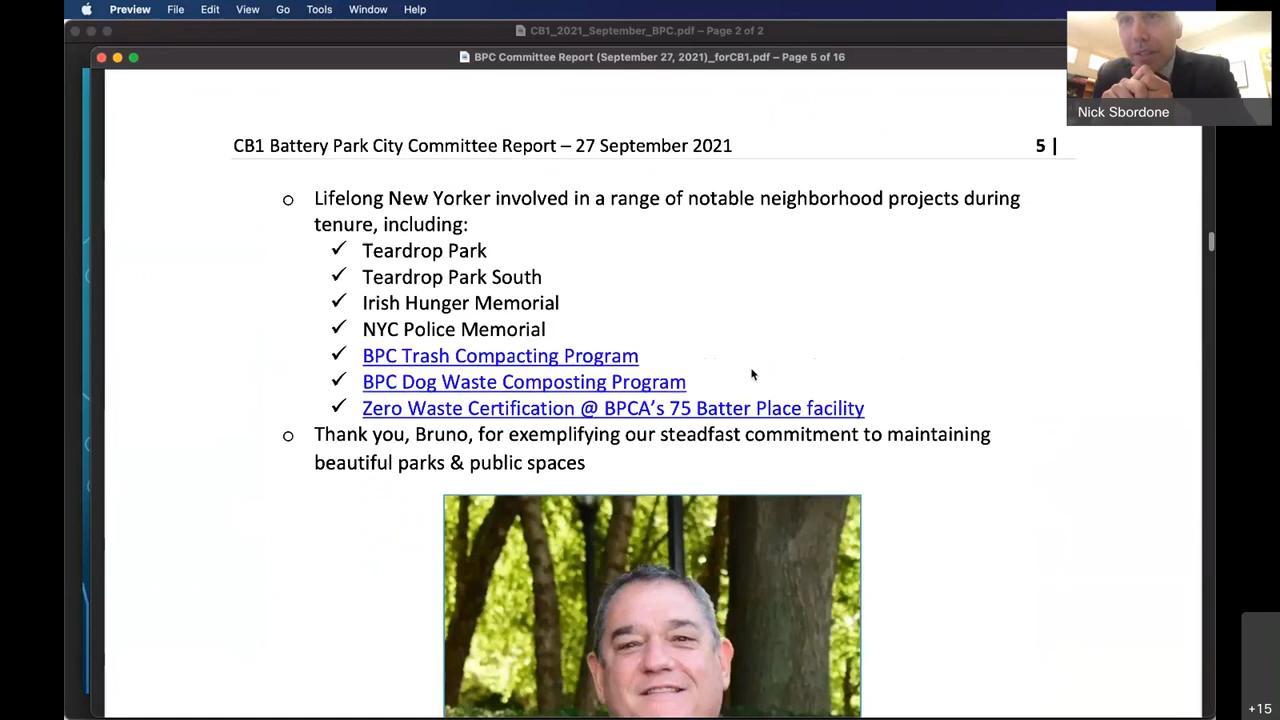 Preview File Edit View Go Tools Window Help
CB1_2021_September_BPC.pdf – Page 2 of 2
BPC Committee Report (September 27, 2021)_forCB1.pdf – Page 5 of 16
Nick Sbordone
CB1 Battery Park City Committee Report – 27 September 2021 5 |
o Lifelong New Yorker involved in a range of notable neighborhood projects during
tenure, including:
✓ Teardrop Park
✓ Teardrop Park South
✓ Irish Hunger Memorial
✓ NYC Police Memorial
✓ BPC Trash Compacting Program
✓ BPC Dog Waste Composting Program
✓ Zero Waste Certification @ BPCA's 75 Batter Place facility
o Thank you, Bruno, for exemplifying our steadfast commitment to maintaining
beautiful parks & public spaces
+15